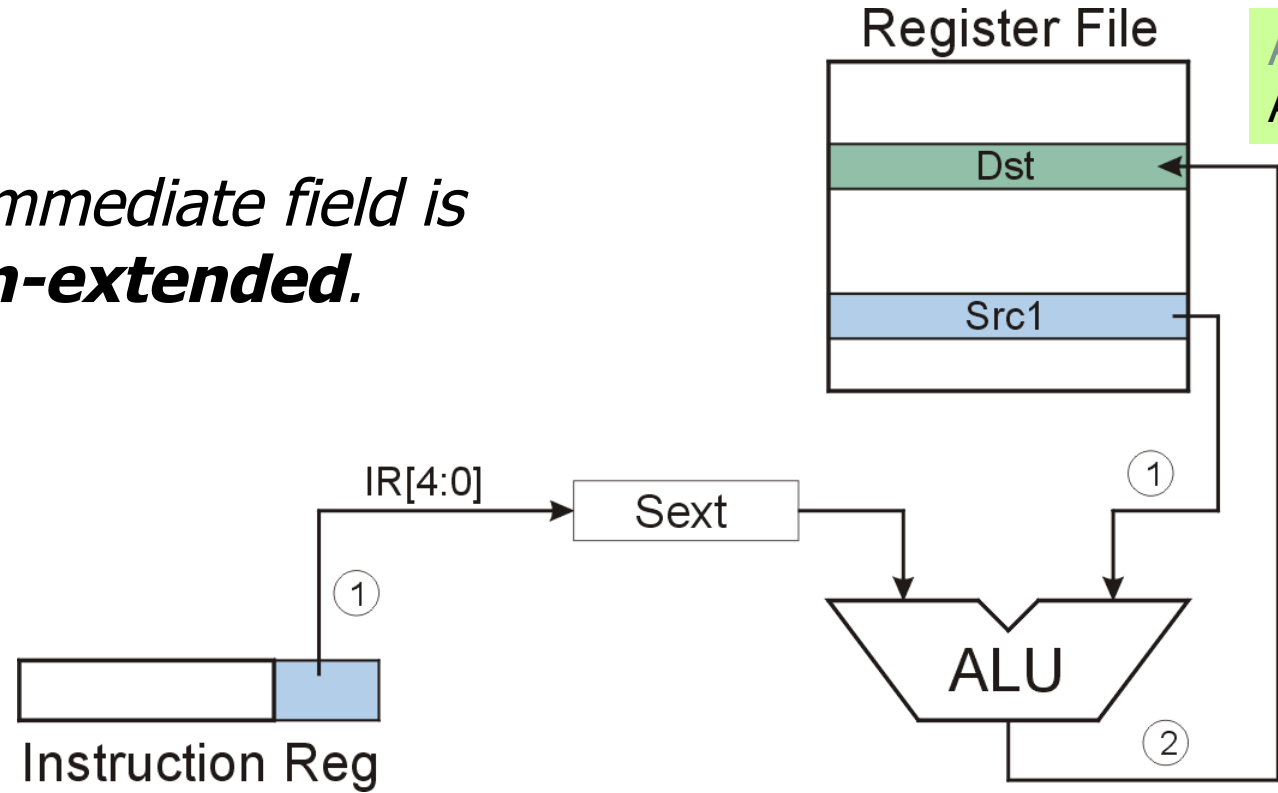 Register File
A
A
Dst
mmediate field is
n-extended.
Src1
IR[4:0]
Sext
1
1
ALU
2
Instruction Reg